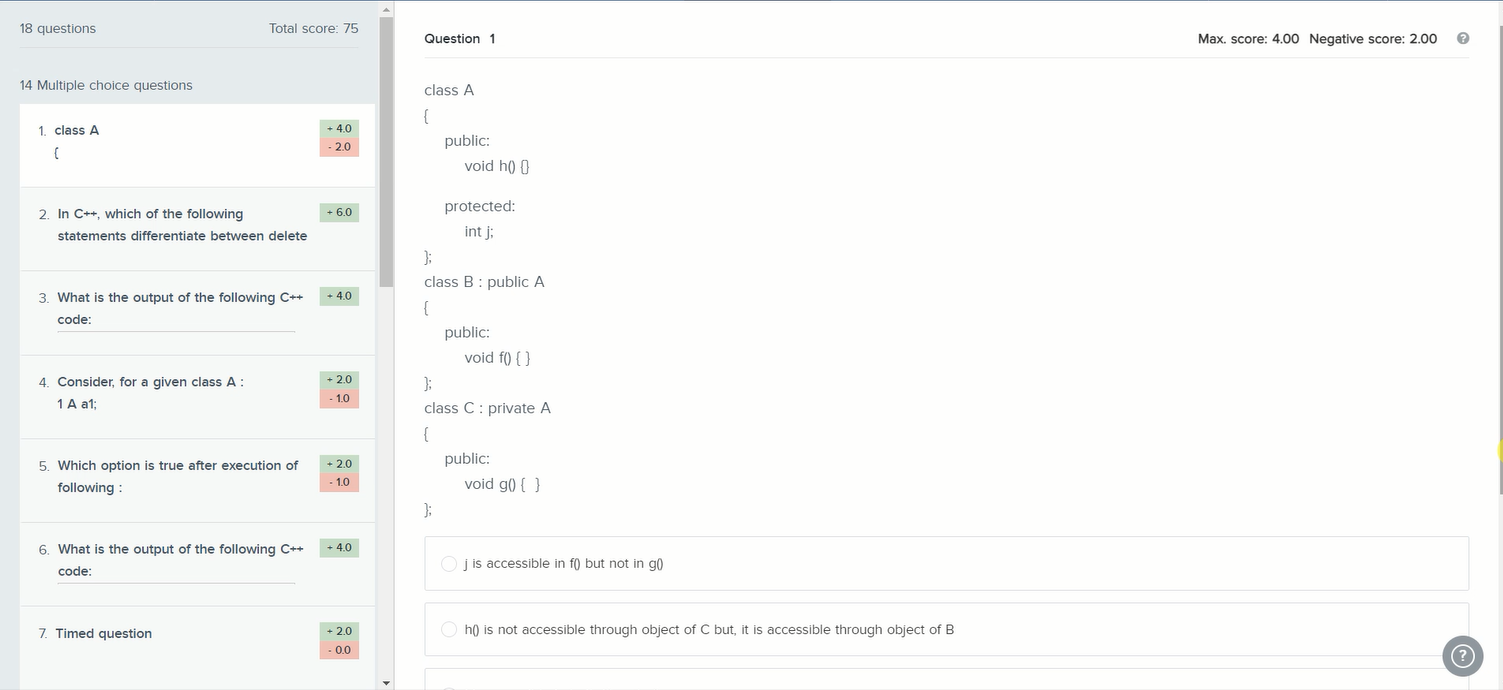 18 questions
Total score: 75
14 Multiple choice questions
1. class A
{
+ 4.0
- 2.0
2. In C++, which of the following
statements differentiate between delete
+ 6.0
3. What is the output of the following C++
code:
+ 4.0
4. Consider, for a given class A :
1 A a1;
+ 2.0
- 1.0
5. Which option is true after execution of
following :
+ 2.0
- 1.0
6. What is the output of the following C++
code:
+ 4.0
7. Timed question
+ 2.0
- 0.0
Question 1
Max. score: 4.00 Negative score: 2.00 ?
class A
{
public:
void h() {}
protected:
int j;
};
class B : public A
{
public:
void f() { }
};
class C : private A
{
public:
void g() { }
};
j is accessible in f() but not in g()
h() is not accessible through object of C but, it is accessible through object of B
?